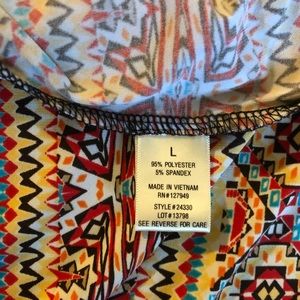 L
95% POLYESTER
5% SPANDEX
MADE IN VIETNAM
RN#127949
STYLE#24330
LOT#13798
SEE REVERSE FOR CARE